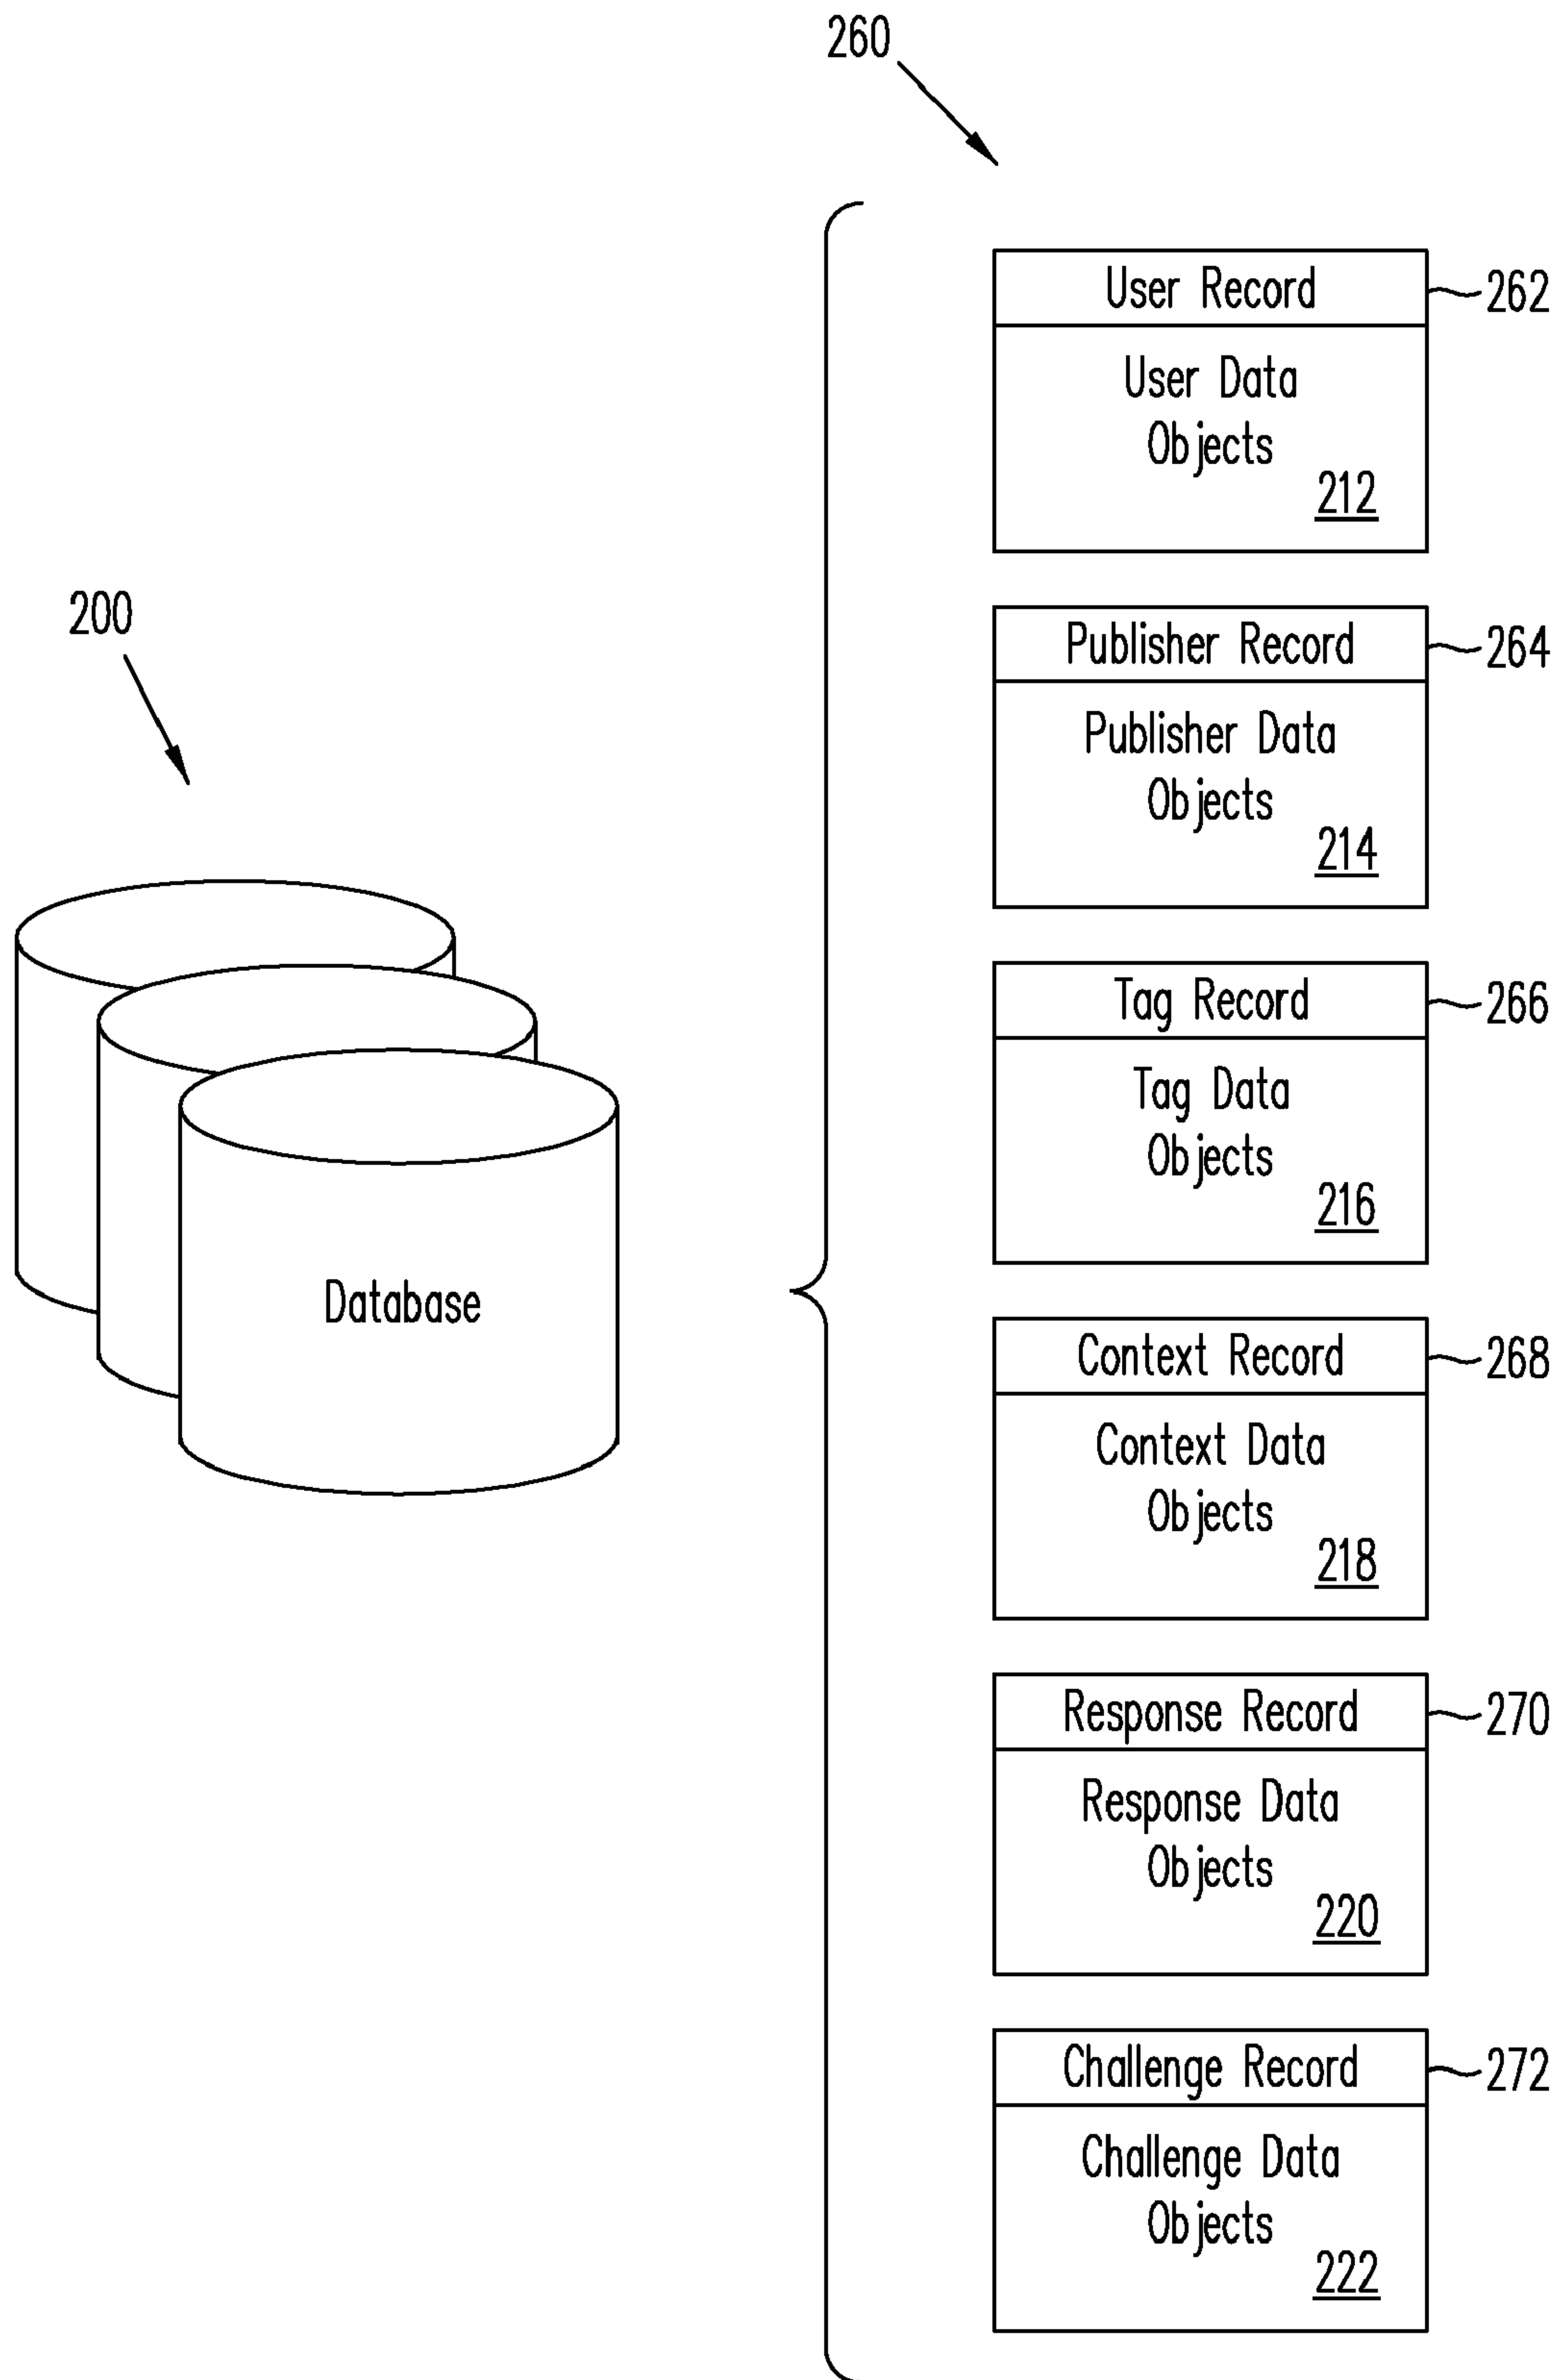 260
User Record
262
User Data
Objects
212
200
Publisher Record
264
Publisher Data
Objects
214
Tag Record
266
Tag Data
Objects
216
Database
Context Record
268
Context Data
Objects
218
Response Record
270
Response Data
Objects
220
Challenge Record
272
Challenge Data
Objects
222